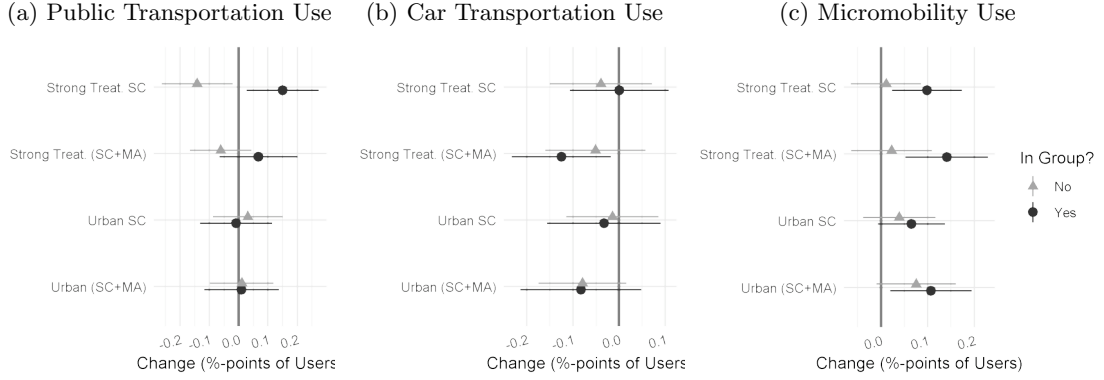 (a) Public Transportation Use
Strong Treat. SC
Strong Treat. (SC+MA)
Urban SC
Urban (SC+MA)
-0.2 -0.1 0.0 0.1 0.2
Change (%-points of Users
(b) Car Transportation Use
Strong Treat. SC
Strong Treat. (SC+MA)
Urban SC
Urban (SC+MA)
-0.2 -0.1 0.0 0.1
Change (%-points of Users
(c) Micromobility Use
Strong Treat. SC
Strong Treat. (SC+MA)
Urban SC
Urban (SC+MA)
0.0 0.1 0.2
Change (%-points of Users)
In Group?
No
Yes